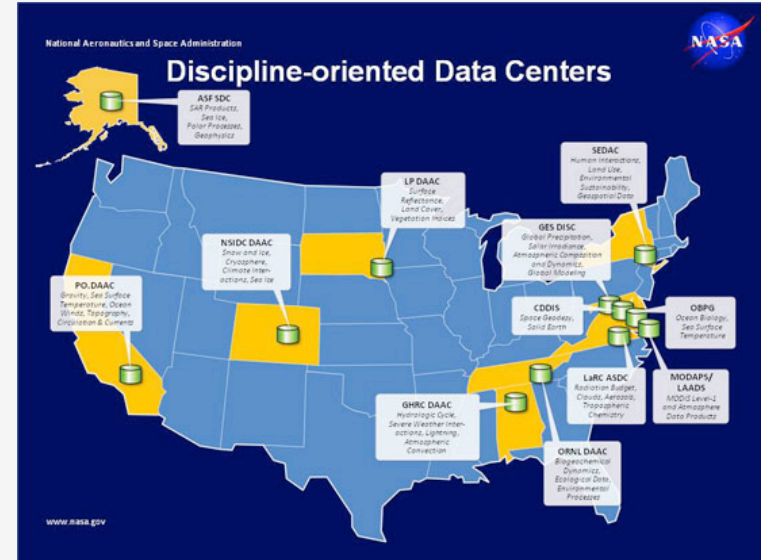 National Aeronautics and Space Administration
NASA
Discipline-oriented Data Centers
ASF SDC
SAR Products,
Sea Ice,
Polar Processes,
Geophysics
SEDAC
Human Interactions,
Land Use,
Environmental
Sustainability,
Geospatial Data
LP DAAC
Surface
Reflectance,
Land Cover,
Vegetation Indices
GES DISC
Global Precipitation,
Solar Irradiance,
Atmospheric Composition
and Dynamics,
Global Modeling
NSIDC DAAC
Snow and Ice,
Cryosphere,
Climate Inter-
actions, Sea Ice
PO.DAAC
Gravity, Sea Surface
Temperature, Ocean
Winds, Topography,
Circulation & Currents
CDDIS
Space Geodesy,
Solid Earth
OBPG
Ocean Biology,
Sea Surface
Temperature
LaRC ASDC
Radiation Budget,
Clouds, Aerosols,
Tropospheric
Chemistry
MODAPS/
LAADS
MODIS Level-1
and Atmosphere
Data Products
GHRC DAAC
Hydrologic Cycle,
Severe Weather Inter-
actions, Lightning,
Atmospheric
Convection
ORNL DAAC
Biogeochemical
Dynamics,
Ecological Data,
Environmental
Processes
www.nasa.gov